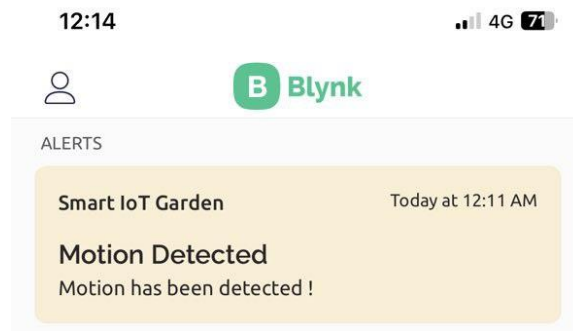 12:14 4G 71
B Blynk
ALERTS
Smart IoT Garden Today at 12:11 AM
Motion Detected
Motion has been detected !